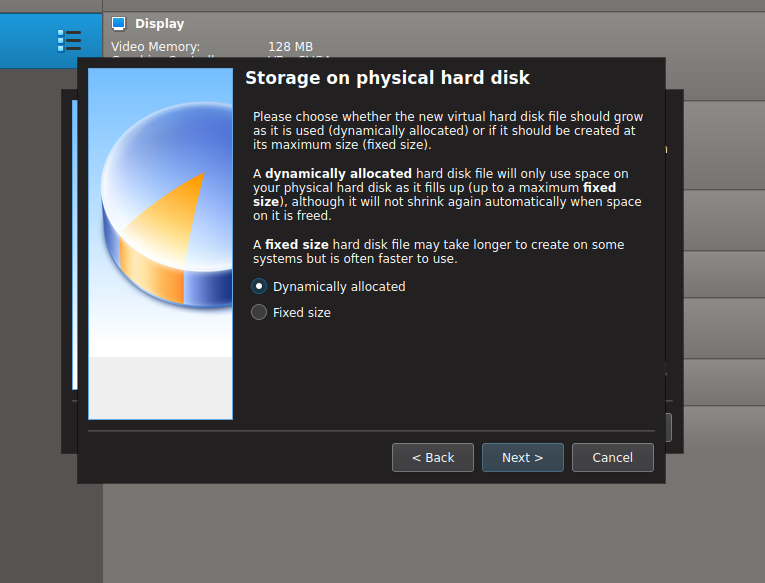 Display
Video Memory: 128 MB
Storage on physical hard disk
Please choose whether the new virtual hard disk file should grow
as it is used (dynamically allocated) or if it should be created at
its maximum size (fixed size).
A dynamically allocated hard disk file will only use space on
your physical hard disk as it fills up (up to a maximum fixed
size), although it will not shrink again automatically when space
on it is freed.
A fixed size hard disk file may take longer to create on some
systems but is often faster to use.
Dynamically allocated
Fixed size
< Back Next > Cancel